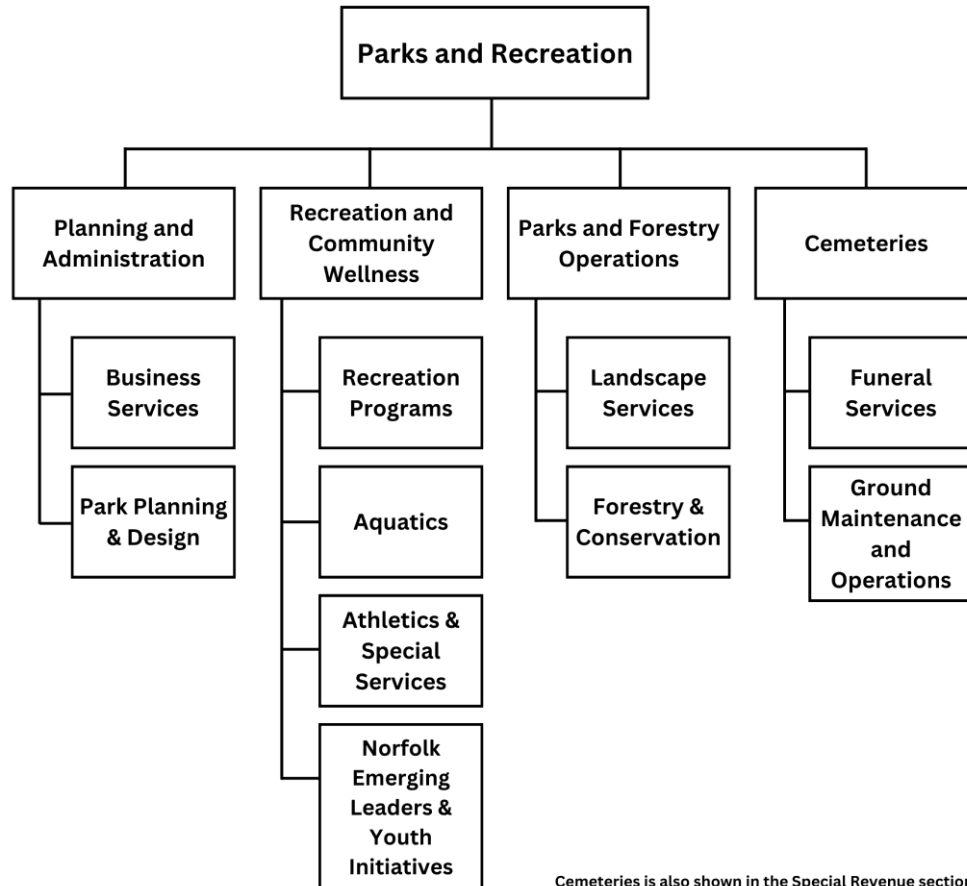 Parks and Recreation
Planning and
Administration
Recreation and
Community
Wellness
Parks and Forestry
Operations
Cemeteries
Business
Services
Recreation
Programs
Landscape
Services
Funeral
Services
Park Planning
& Design
Aquatics
Forestry &
Conservation
Ground
Maintenance
and
Operations
Athletics &
Special
Services
Norfolk
Emerging
Leaders &
Youth
Initiatives
Cemeteries is also shown in the Special Revenue section